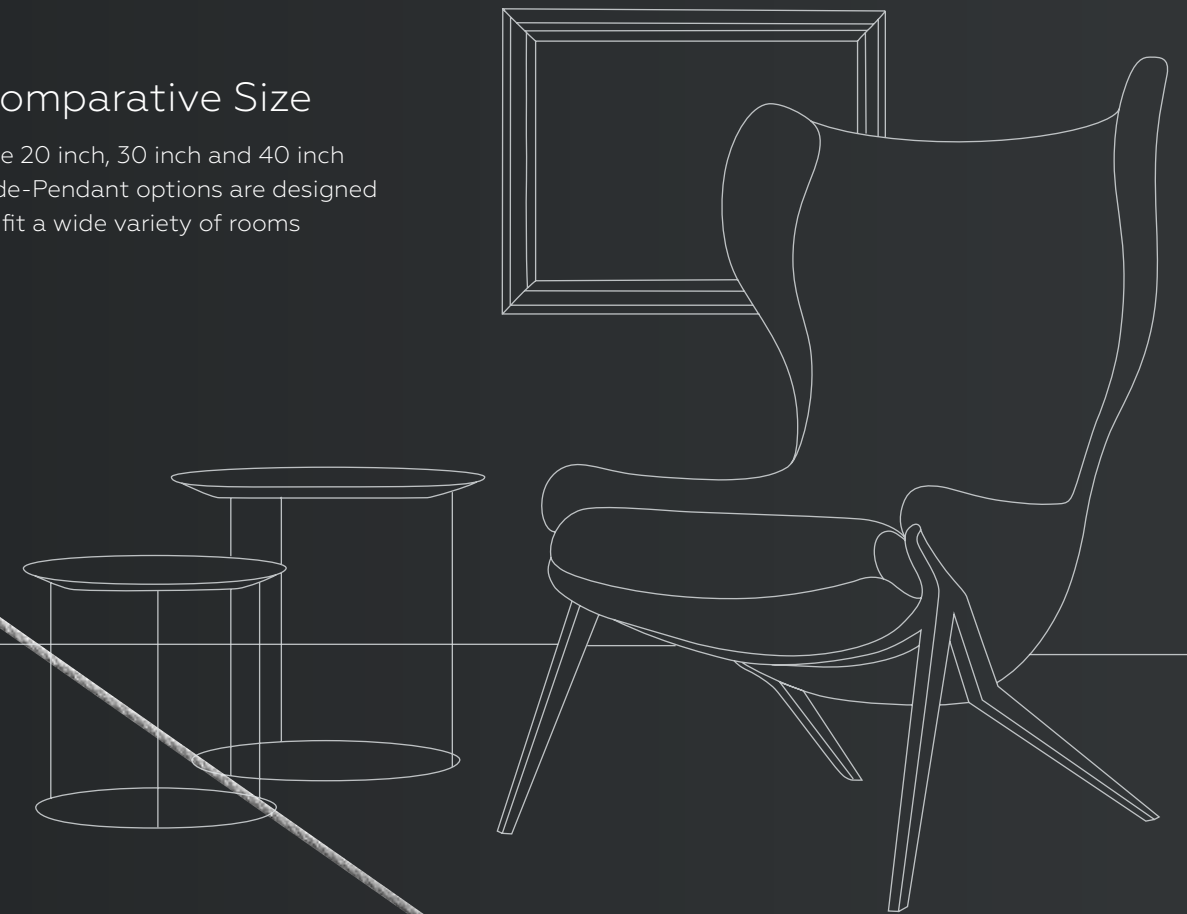 omparative Size
e 20 inch, 30 inch and 40 inch
de-Pendant options are designed
fit a wide variety of rooms